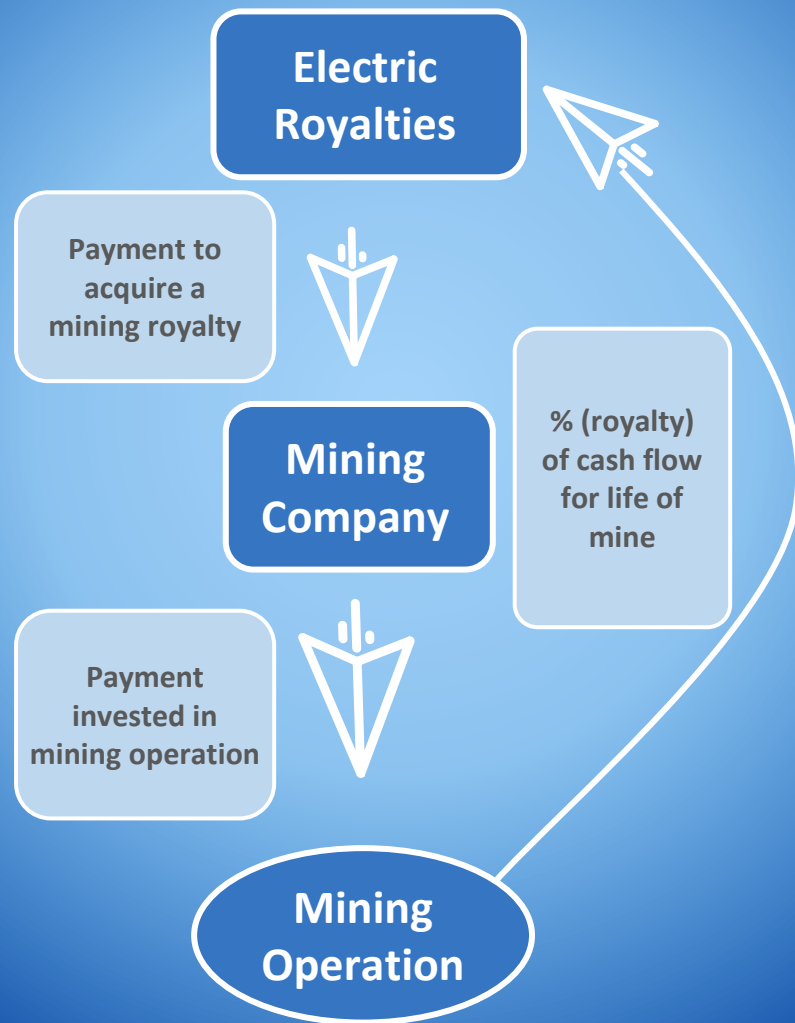 Electric
Royalties
Payment to
acquire a
mining royalty
Mining
Company
% (royalty)
of cash flow
for life of
mine
Payment
invested in
mining operation
Mining
Operation